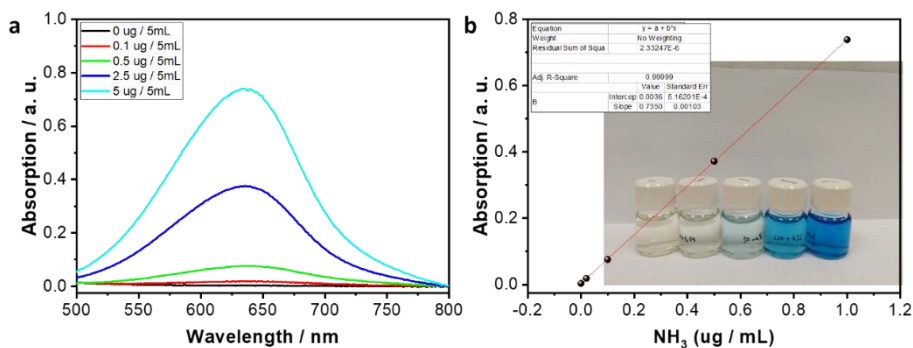 a
Absorption / a. u.
0.0
0.2
0.4
0.6
0.8
1.0
0 ug / 5mL
0.1 ug / 5mL
0.5 ug / 5mL
2.5 ug / 5mL
5 ug / 5mL
500
550
600
650
700
750
800
Wavelength / nm
b
Absorption / a. u.
0.0
0.2
0.4
0.6
0.8
Equation y = a + b*x
Weight No Weighting
Residual Sum of Squa 2.33247E-6
Adj. R-Square 0.99999
Value Standard Err
B Intercep 0.0036 5.16201E-4
Slope 0.7350 0.00103
-0.2
0.0
0.2
0.4
0.6
0.8
1.0
1.2
NH3 (ug / mL)